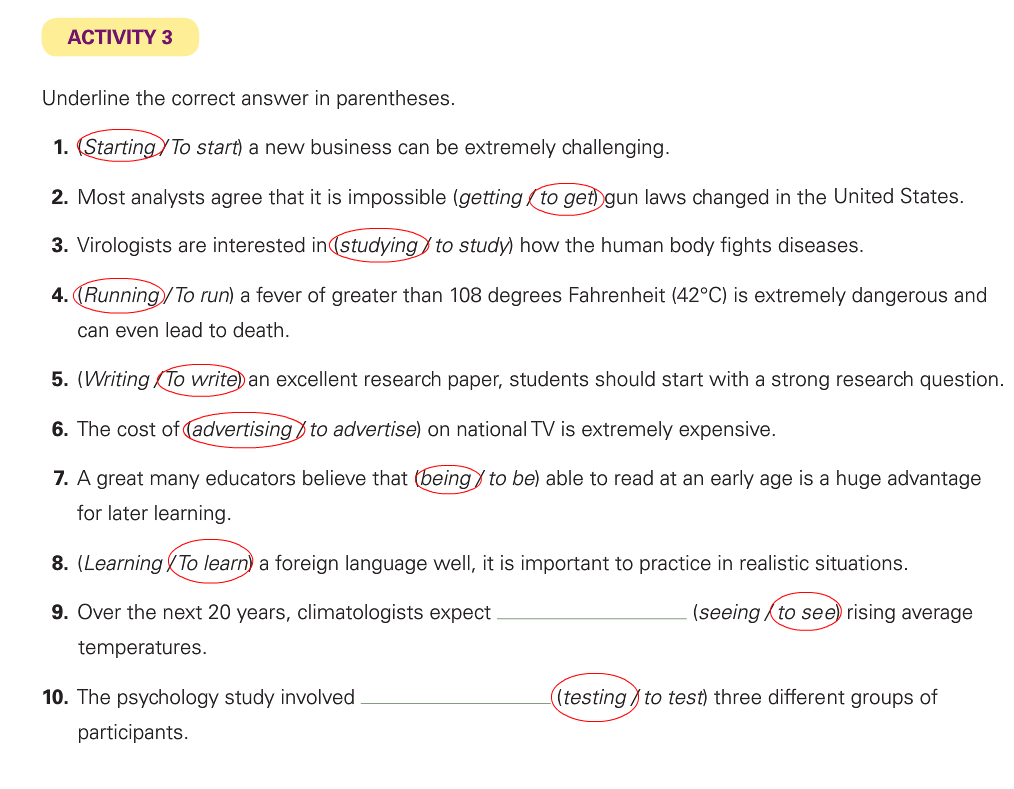 ACTIVITY 3
Underline the correct answer in parentheses.
1. (Starting / To start) a new business can be extremely challenging.
2. Most analysts agree that it is impossible (getting / to get) gun laws changed in the United States.
3. Virologists are interested in (studying / to study) how the human body fights diseases.
4. (Running / To run) a fever of greater than 108 degrees Fahrenheit (42°C) is extremely dangerous and
can even lead to death.
5. (Writing / To write) an excellent research paper, students should start with a strong research question.
6. The cost of (advertising / to advertise) on national TV is extremely expensive.
7. A great many educators believe that (being / to be) able to read at an early age is a huge advantage
for later learning.
8. (Learning / To learn) a foreign language well, it is important to practice in realistic situations.
9. Over the next 20 years, climatologists expect ____________ (seeing / to see) rising average
temperatures.
10. The psychology study involved ____________ (testing / to test) three different groups of
participants.